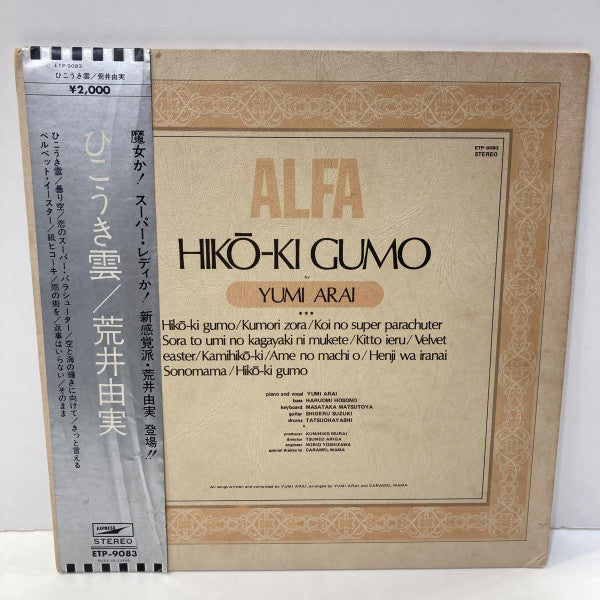 ETP-9083
ひこうき雲/荒井由実
¥2,000
魔女か!スーパー・レディか!新感覚派・荒井由実 登場!!
ひこうき雲/荒井由実
ひこうき雲/曇り空/恋のスーパー・パラシューター/空と海の輝きに向けて/きっと言える
ベルベット・イースター/紙ヒコーキ/雨の街を/返事はいらない/そのまま
EXPRESS
STEREO
ETP-9083
MADE IN JAPAN
ETP-9083
STEREO
ALFA
HIKŌ-KI GUMO
BY
YUMI ARAI
***
Hikō-ki gumo/Kumori zora/Koi no super parachuter
Sora to umi no kagayaki ni mukete/Kitto ieru/Velvet
easter/Kamihikō-ki/Ame no machi o/Henji wa iranai
Sonomama/Hikō-ki gumo
piano and vocal YUMI ARAI
bass HARUOMI HOSONO
keyboard MASATAKA MATSUTOYA
guitar SHIGERU SUZUKI
drums TATSUOHAYASHI
*
producer KUNIHIKO MURAI
director TSUNEO ARIGA
engineer NORIO YOSHIZAWA
special thanks to CARAMEL MAMA
All songs written and composed by YUMI ARAI, arranged by YUMI ARAI and CARAMEL MAMA